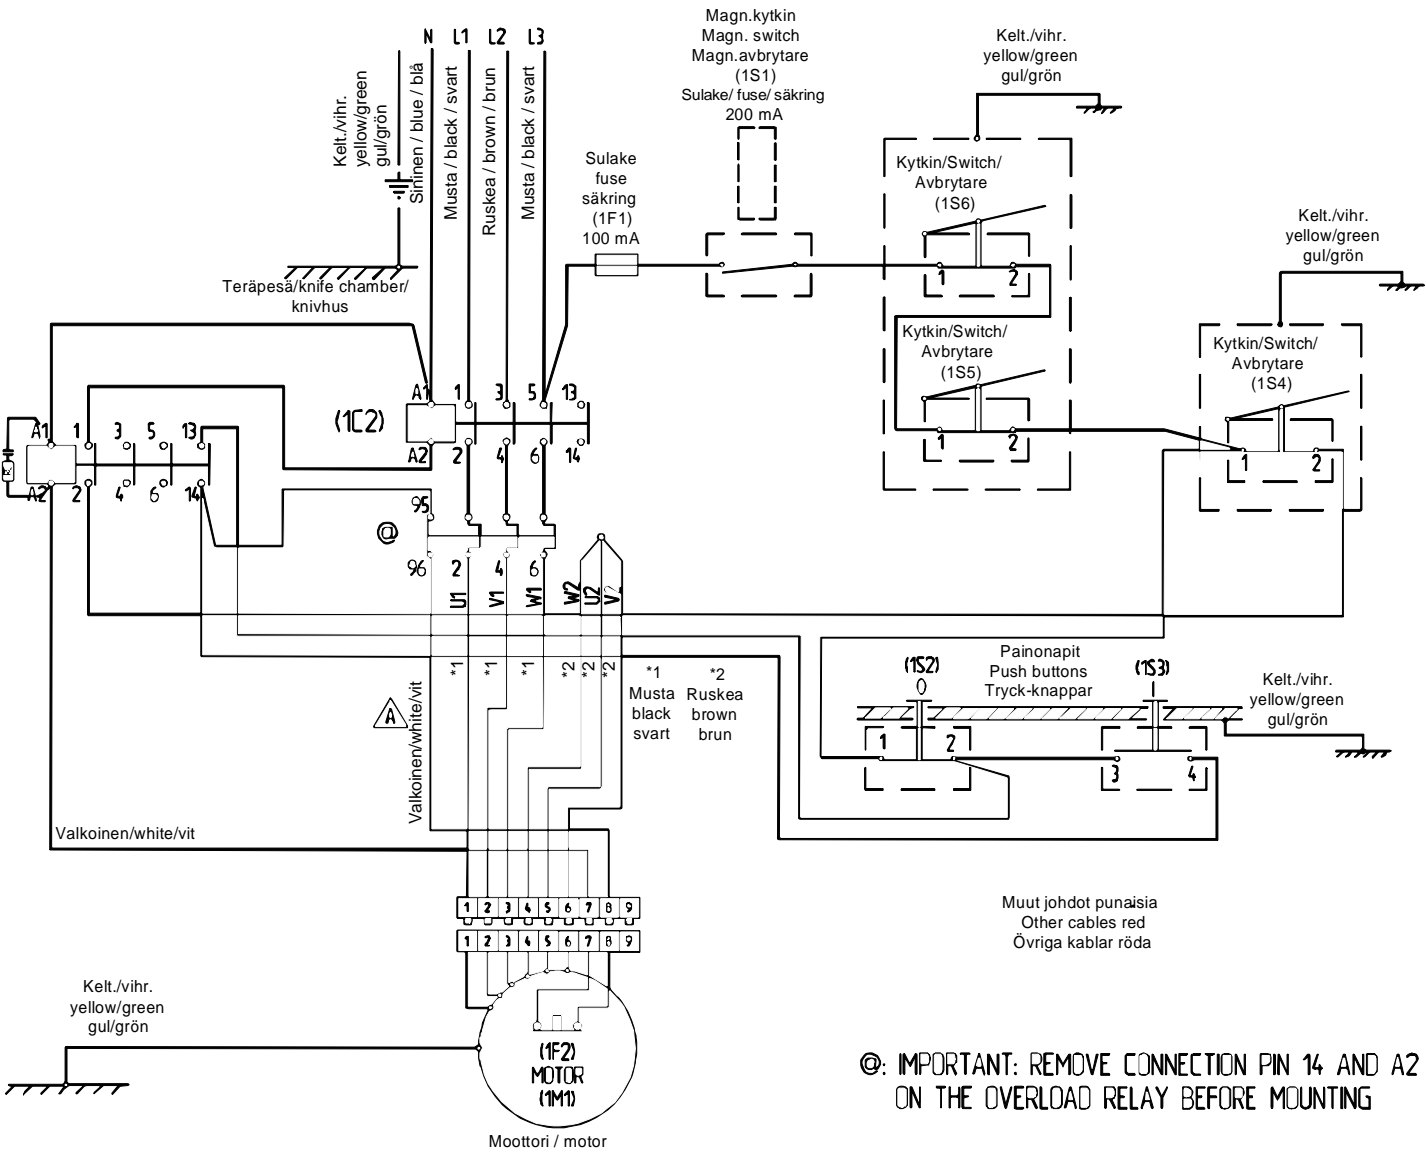 N L1 L2 L3
Kelt./vihr.
yellow/green
gul/grön
Sininen / blue / blå
Musta / black / svart
Ruskea / brown / brun
Musta / black / svart
Teräpesä/knife chamber/
knivhus
Sulake
fuse
säkring
(1F1)
100 mA
Magn.kytkin
Magn. switch
Magn.avbrytare
(1S1)
Sulake/ fuse/ säkring
200 mA
Kelt./vihr.
yellow/green
gul/grön
Kytkin/Switch/
Avbrytare
(1S6)
1 2
Kytkin/Switch/
Avbrytare
(1S5)
1 2
Kelt./vihr.
yellow/green
gul/grön
Kytkin/Switch/
Avbrytare
(1S4)
1 2
(1C2)
A1 1 3 5 13
A2 2 4 6 14
A1 1 3 5 13
A2 2 4 6 14
@
95
96 2 4 6
U1 V1 W1 W2 U2 V2
*1 *1 *1 *2 *2 *2
*1
Musta
black
svart
*2
Ruskea
brown
brun
A
Valkoinen/white/vit
Valkoinen/white/vit
Painonapit
Push buttons
Tryck-knappar
(1S2)
0
(1S3)
I
1 2
3 4
Kelt./vihr.
yellow/green
gul/grön
1 2 3 4 5 6 7 8 9
1 2 3 4 5 6 7 8 9
Muut johdot punaisia
Other cables red
Övriga kablar röda
Kelt./vihr.
yellow/green
gul/grön
(1F2)
MOTOR
(1M1)
Moottori / motor
@: IMPORTANT: REMOVE CONNECTION PIN 14 AND A2
ON THE OVERLOAD RELAY BEFORE MOUNTING